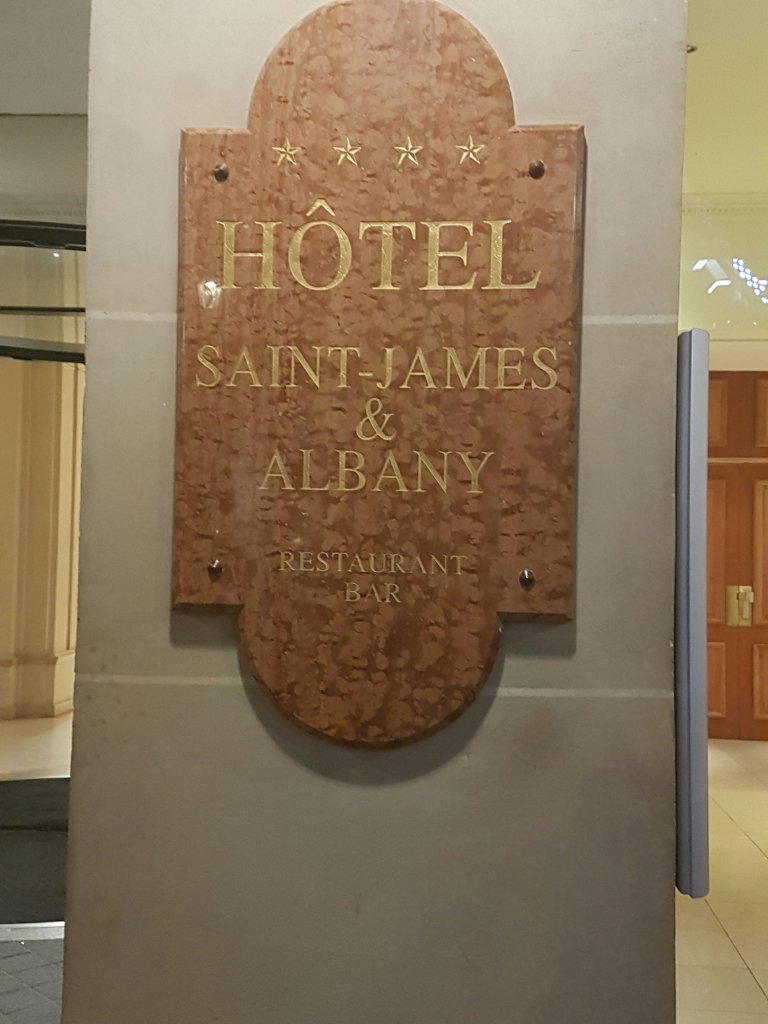 HÔTEL
SAINT-JAMES
&
ALBANY
RESTAURANT
BAR